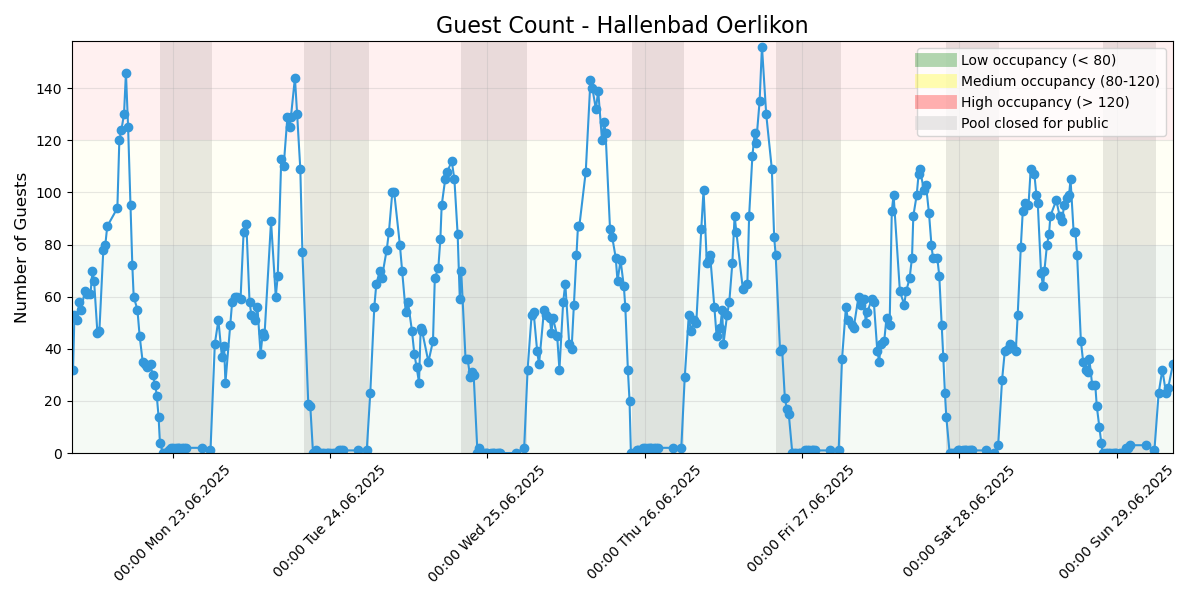 Guest Count - Hallenbad Oerlikon
Number of Guests
140
120
100
80
60
40
20
0
Low occupancy (< 80)
Medium occupancy (80-120)
High occupancy (> 120)
Pool closed for public
00:00 Mon 23.06.2025
00:00 Tue 24.06.2025
00:00 Wed 25.06.2025
00:00 Thu 26.06.2025
00:00 Fri 27.06.2025
00:00 Sat 28.06.2025
00:00 Sun 29.06.2025